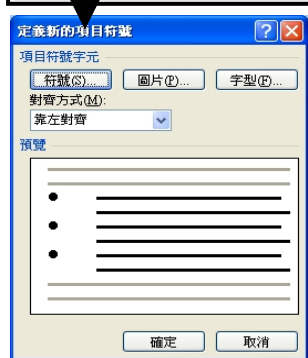 定義新的項目符號
項目符號字元
符號(S)... 圖片(P)... 字型(F)...
對齊方式(M):
靠左對齊
預覽
確定 取消